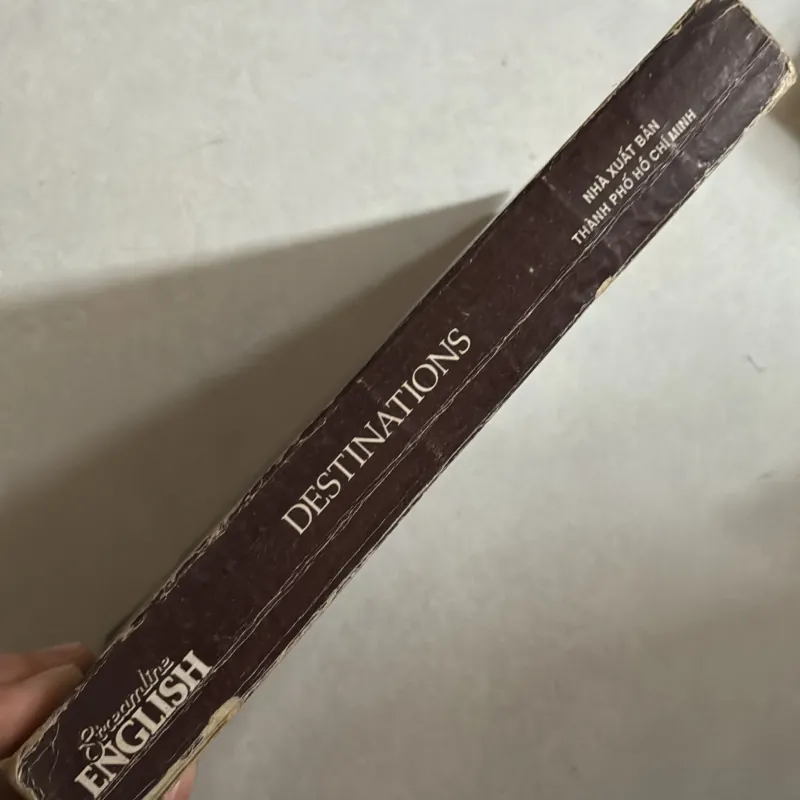 Streamline
ENGLISH
DESTINATIONS
NHÀ XUẤT BẢN
THÀNH PHỐ HỒ CHÍ MINH